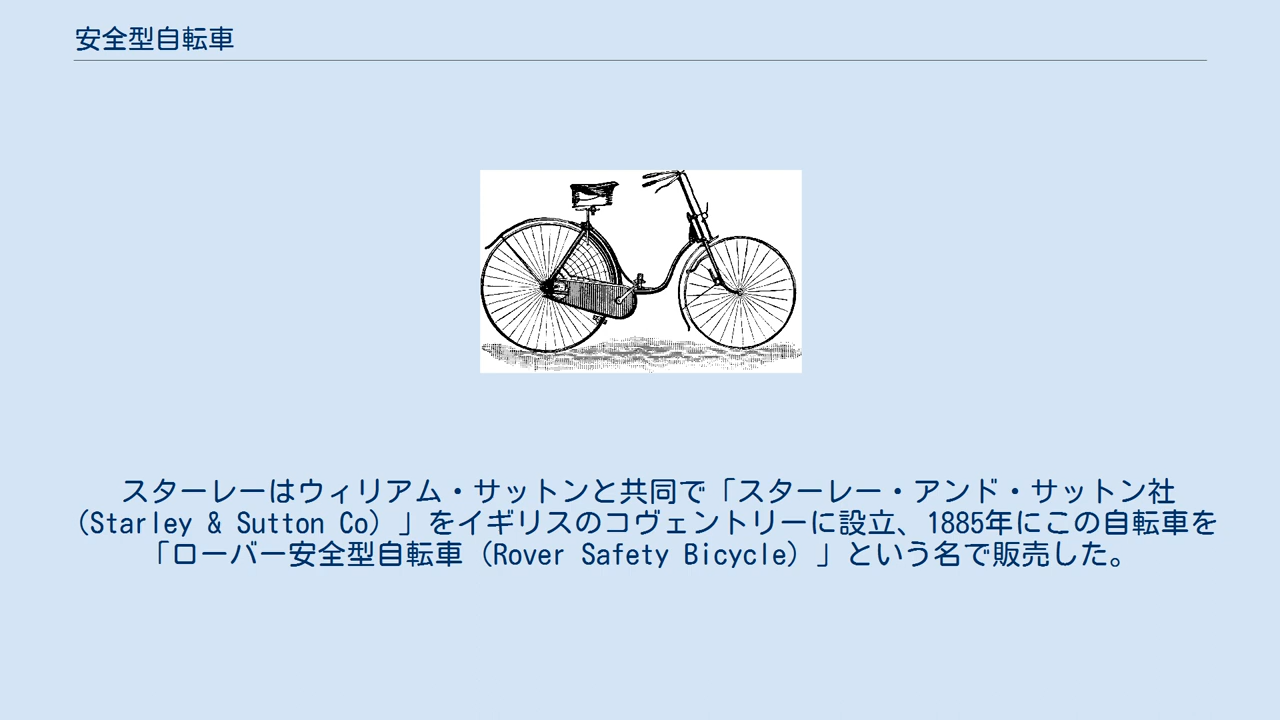 安全型自転車
スターレーはウィリアム・サットンと共同で「スターレー・アンド・サットン社
（Starley & Sutton Co）」をイギリスのコヴェントリーに設立、1885年にこの自転車を
「ローバー安全型自転車（Rover Safety Bicycle）」という名で販売した。